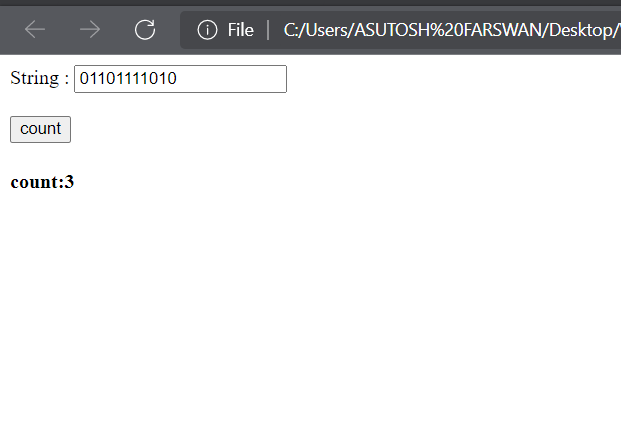 File | C:/Users/ASUTOSH%20FARSWAN/Desktop/
String : 01101111010
count
count:3